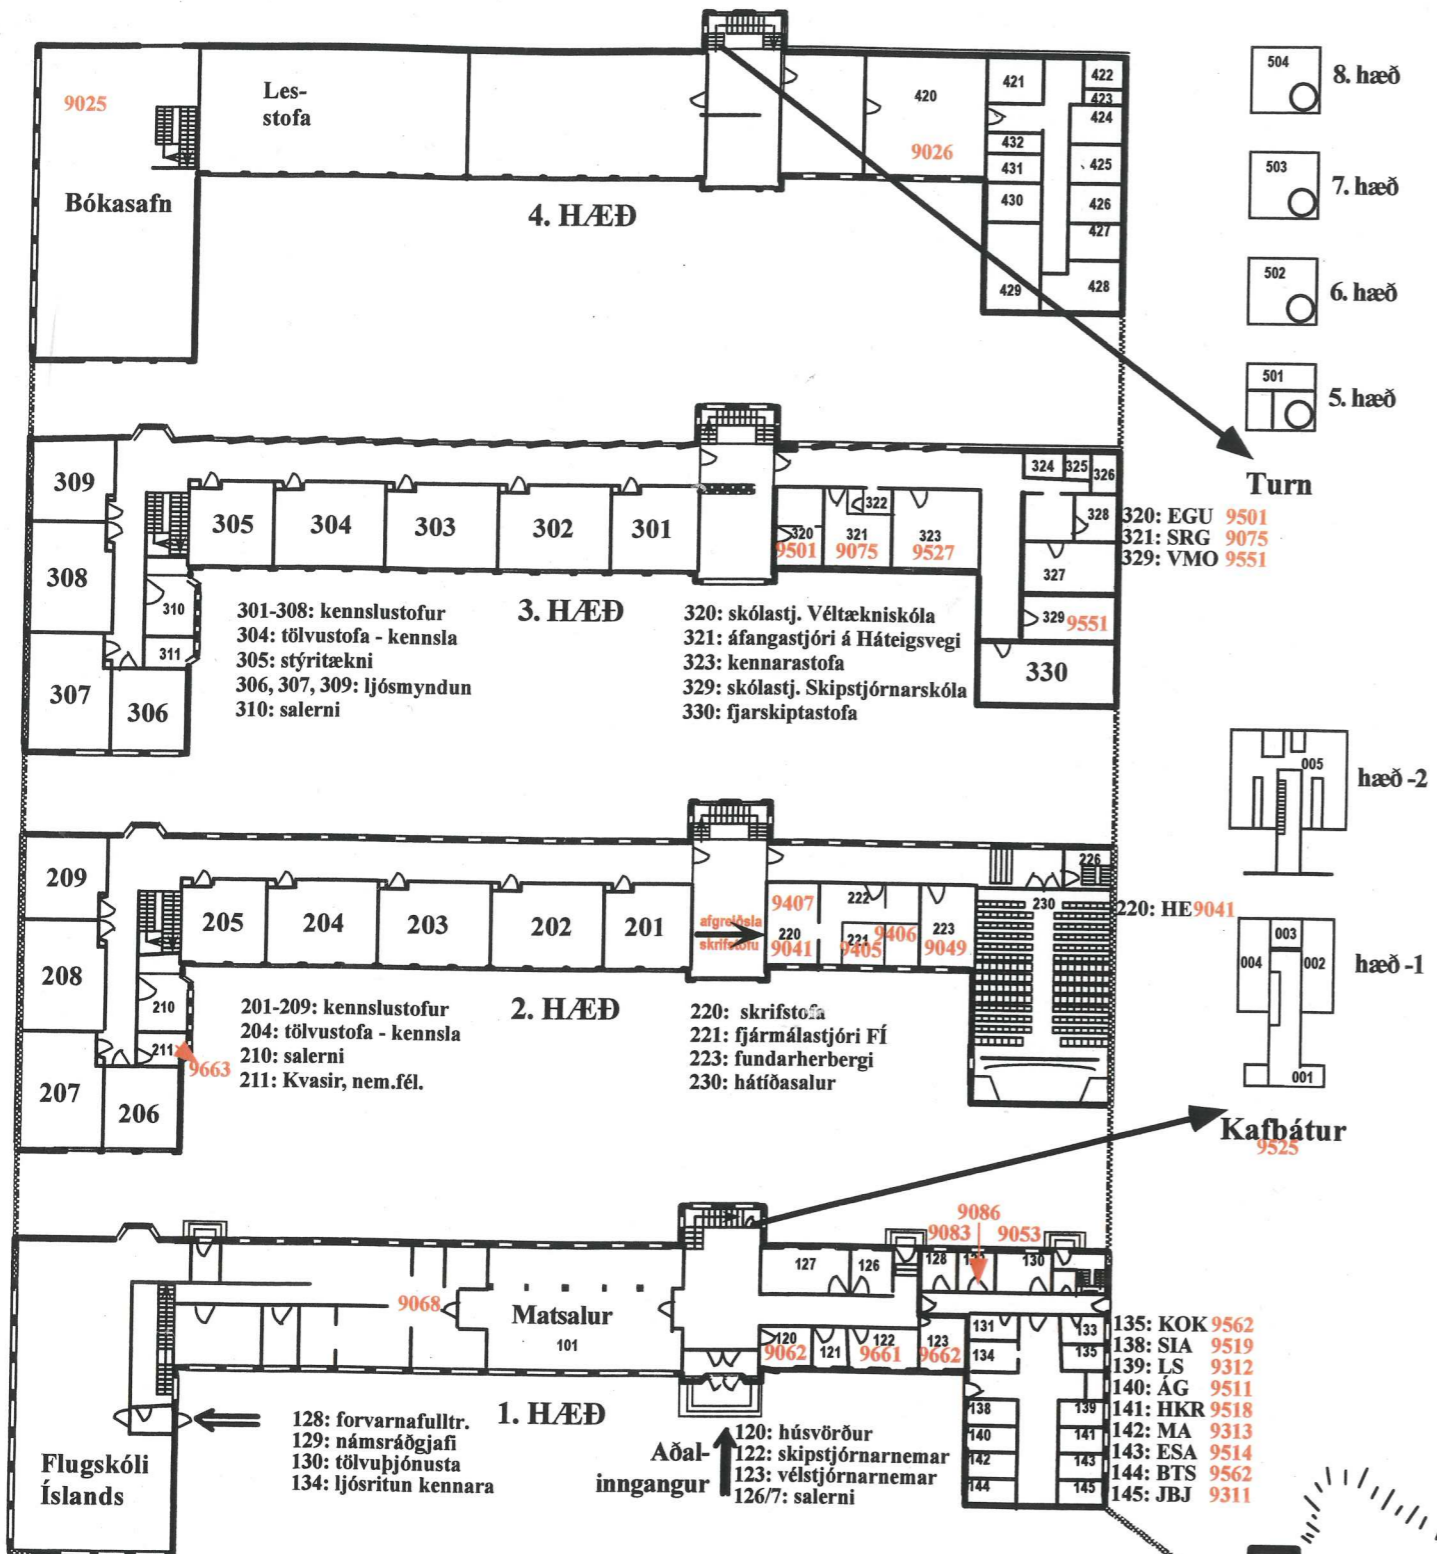 9025
Les-
stofa
Bókasafn
4. HÆÐ
420
9026
421
422
423
424
432
431
425
430
426
427
429
428
504
8. hæð
503
7. hæð
502
6. hæð
501
5. hæð
Turn
309
308
307
306
305
304
303
302
301
310
311
320
9501
321
9075
322
323
9527
324
325
326
328
327
329
9551
330
320: EGU 9501
321: SRG 9075
329: VMO 9551
3. HÆÐ
301-308: kennslustofur
304: tölvustofa - kennsla
305: stýritækni
306, 307, 309: ljósmyndun
310: salerni
320: skólastj. Véltækniskóla
321: áfangastjóri á Háteigsvegi
323: kennarastofa
329: skólastj. Skipstjórnarskóla
330: fjarskiptastofa
005
hæð -2
003
004
002
001
hæð -1
Kafbátur
9525
209
208
207
206
205
204
203
202
201
210
211
9663
afgreiðsla
skrifstofu
9407
220
9041
222
221
9405
9406
223
9049
226
230
220: HE 9041
2. HÆÐ
201-209: kennslustofur
204: tölvustofa - kennsla
210: salerni
211: Kvasir, nem.fél.
220: skrifstofa
221: fjármálastjóri FÍ
223: fundarherbergi
230: hátíðasalur
9068
Matsalur
101
127
126
128
9083
9086
9053
130
120
9062
121
122
9661
123
9662
131
133
134
135
138
139
140
141
142
143
144
145
135: KOK 9562
138: SIA 9519
139: LS 9312
140: ÁG 9511
141: HKR 9518
142: MA 9313
143: ESA 9514
144: BTS 9562
145: JBJ 9311
1. HÆÐ
Flugskóli
Íslands
128: forvarnafulltr.
129: námsráðgjafi
130: tölvuþjónusta
134: ljósritun kennara
Aðal-
inngangur
120: húsvörður
122: skipstjórnarnemar
123: vélstjórnarnemar
126/7: salerni